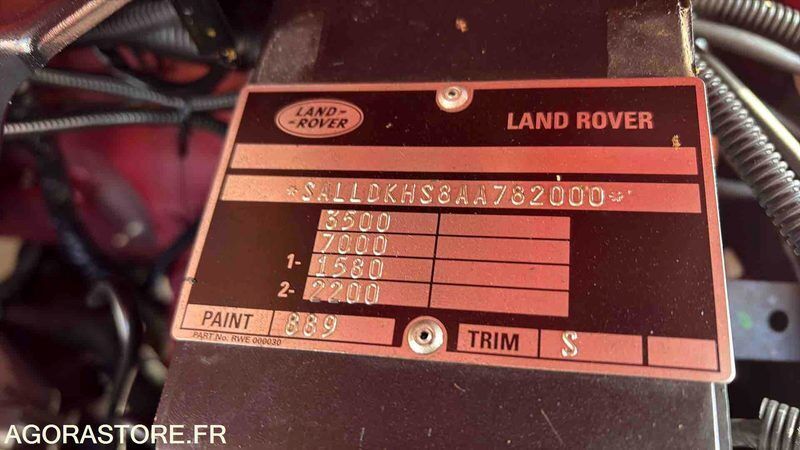 LAND-
-ROVER
LAND ROVER
*SALLDKHS8AA782000*
3500
7000
1- 1580
2- 2200
PAINT 889 TRIM S
PART No. RWE 000030
AGORASTORE.FR